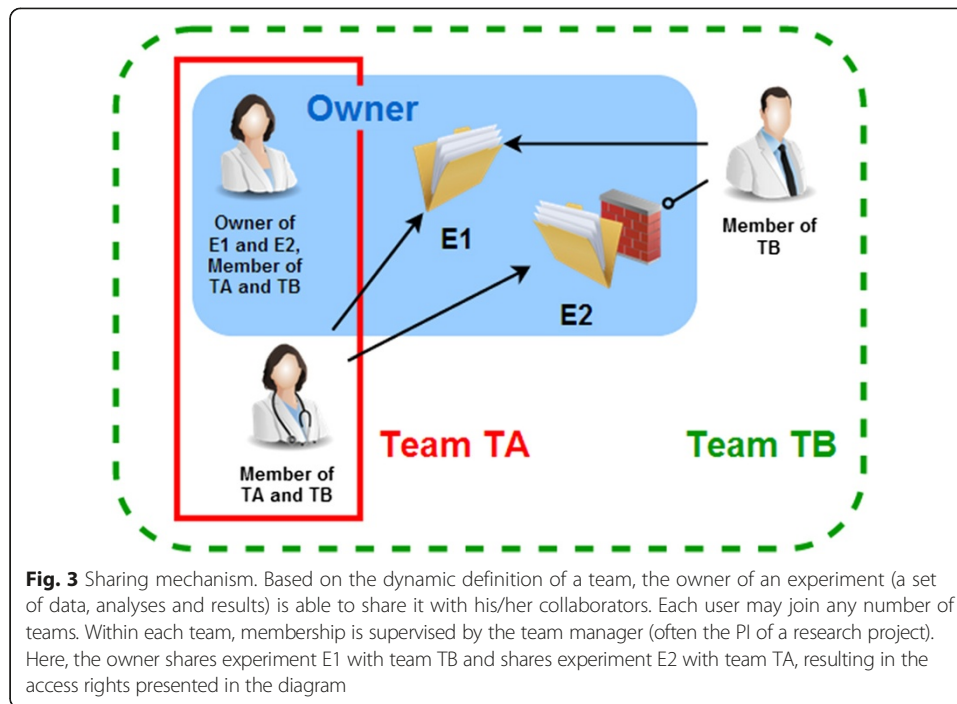 Owner
Owner of
E1 and E2,
Member of
TA and TB
E1
E2
Member of
TB
Member of
TA and TB
Team TA
Team TB
Fig. 3 Sharing mechanism. Based on the dynamic definition of a team, the owner of an experiment (a set
of data, analyses and results) is able to share it with his/her collaborators. Each user may join any number of
teams. Within each team, membership is supervised by the team manager (often the PI of a research project).
Here, the owner shares experiment E1 with team TB and shares experiment E2 with team TA, resulting in the
access rights presented in the diagram